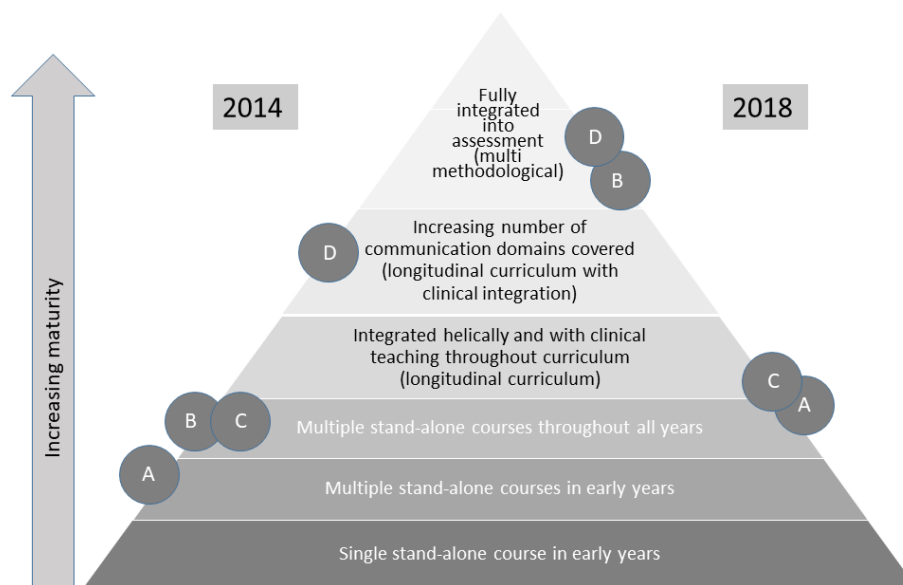 2014
2018
Fully
integrated
into
assessment
(multi
methodological)
D
B
Increasing number of
communication domains covered
(longitudinal curriculum with
clinical integration)
D
Integrated helically and with clinical
teaching throughout curriculum
(longitudinal curriculum)
C
A
B
C
Multiple stand-alone courses throughout all years
A
Multiple stand-alone courses in early years
Single stand-alone course in early years
Increasing maturity